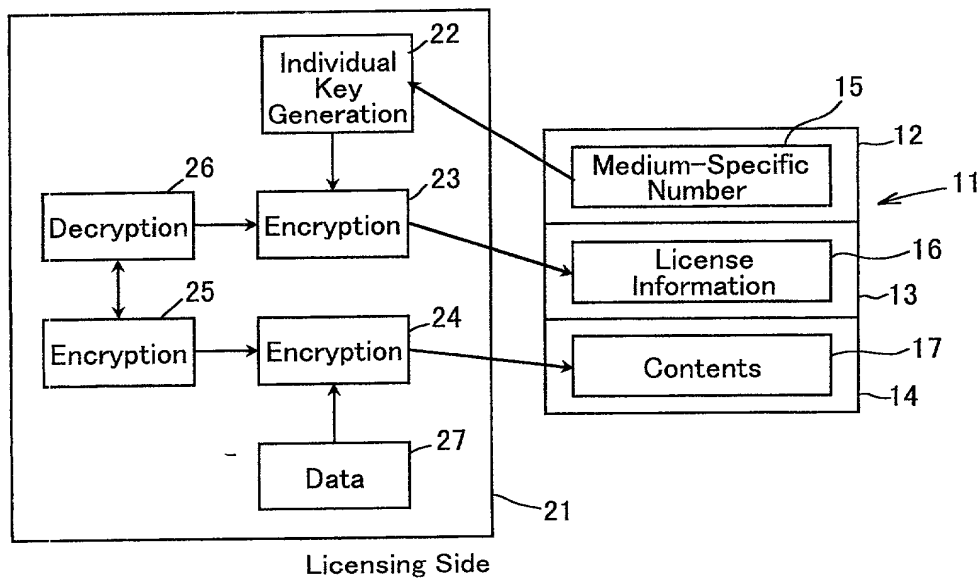 22
Individual
Key
Generation
15
12
Medium-Specific
Number
11
26
23
Decryption
Encryption
16
License
Information
13
25
24
Encryption
Encryption
17
Contents
14
27
Data
21
Licensing Side